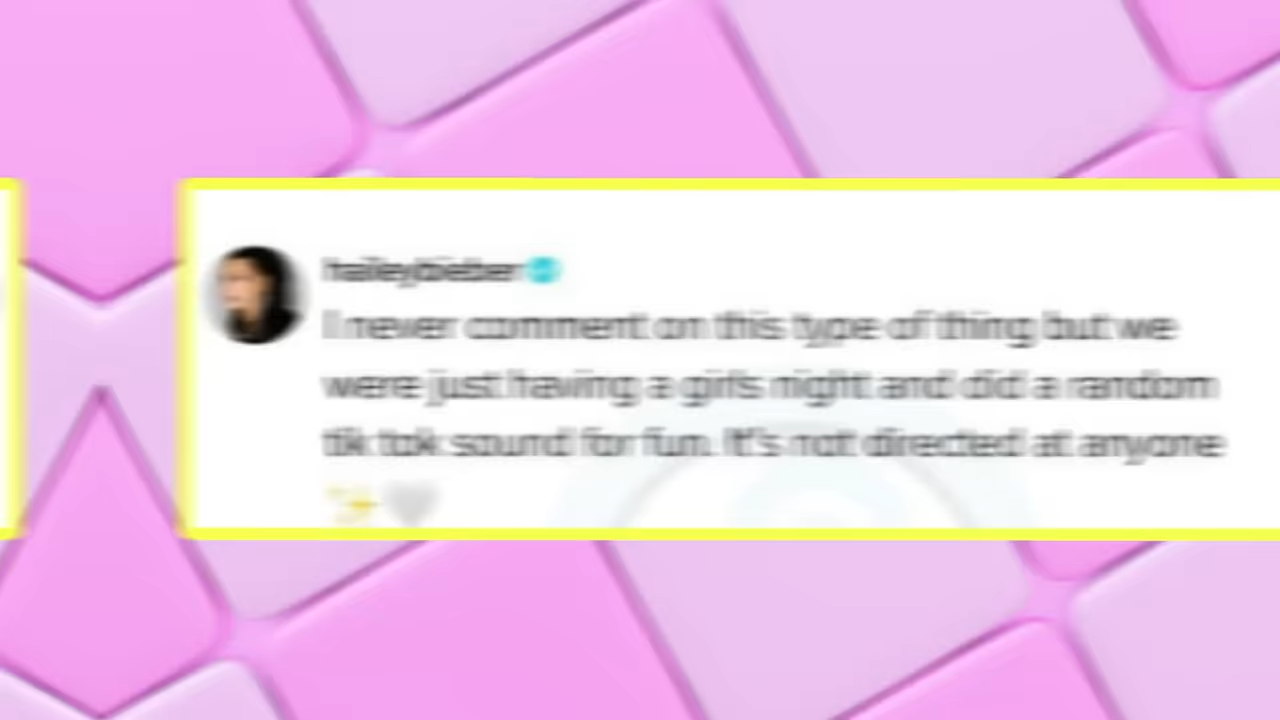 haileybieber
I never comment on this type of thing but we
were just having a girls night and did a random
tik tok sound for fun. It's not directed at anyone